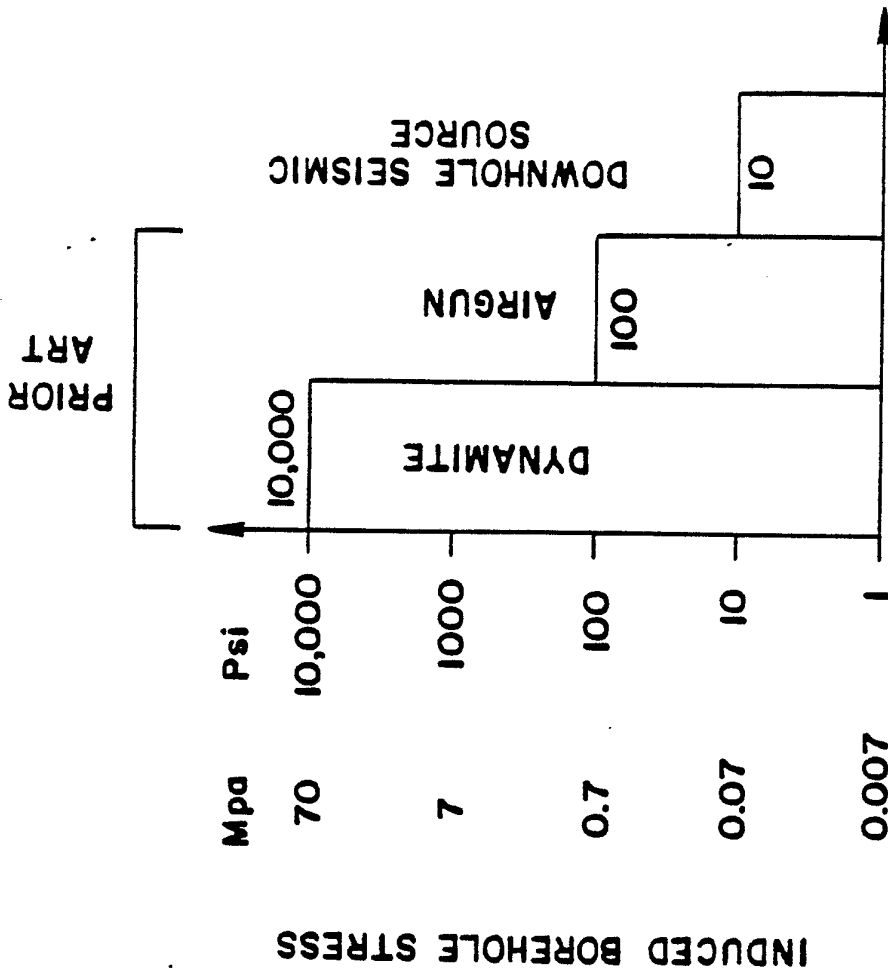 PRIOR
ART
Mpa
Psi
70
10,000
10,000
7
1000
0.7
100
100
0.07
10
10
0.007
1
DYNAMITE
AIRGUN
DOWNHOLE SEISMIC
SOURCE
INDUCED BOREHOLE STRESS